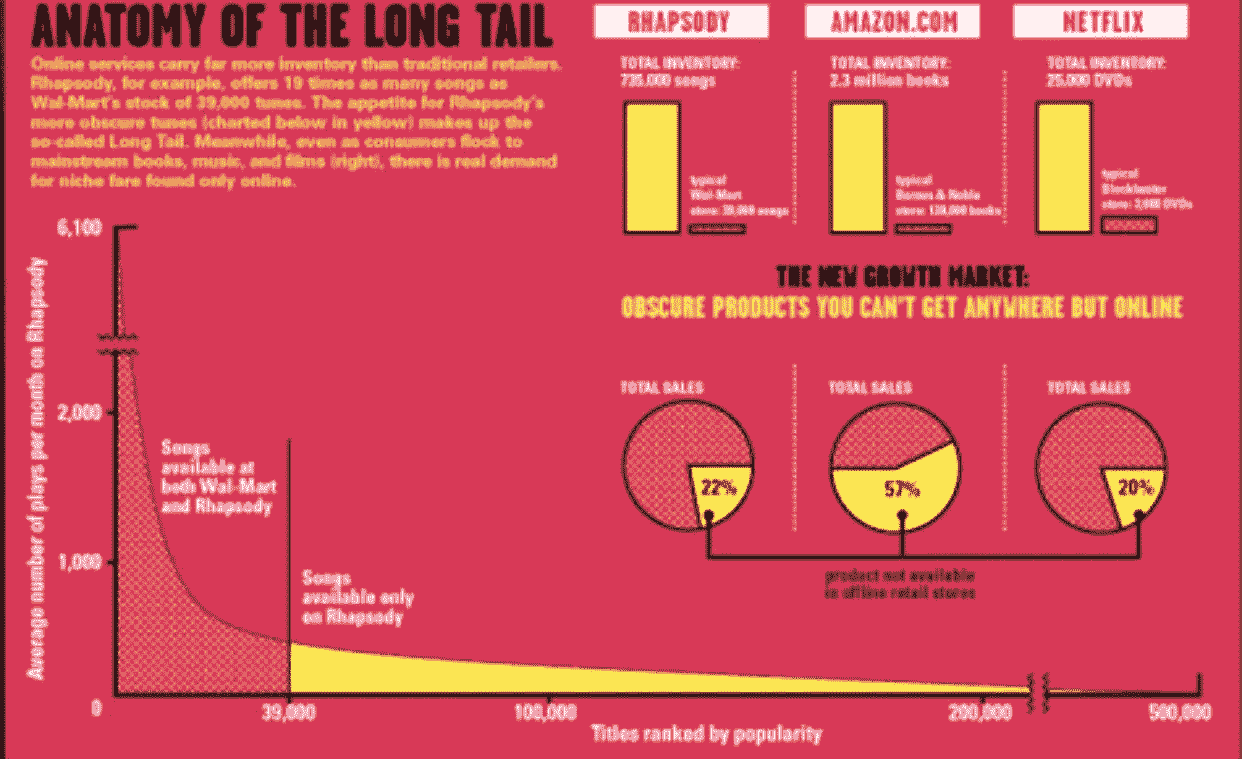 ANATOMY OF THE LONG TAIL
Online services carry far more inventory than traditional retailers.
Rhapsody, for example, offers 19 times as many songs as
Wal-Mart's stock of 39,000 tunes. The appetite for Rhapsody's
more obscure tunes (charted below in yellow) makes up the
so-called Long Tail. Meanwhile, even as consumers flock to
mainstream books, music, and films (right), there is real demand
for niche fare found only online.
RHAPSODY
TOTAL INVENTORY:
735,000 songs
typical
Wal-Mart
store: 39,000 songs
AMAZON.COM
TOTAL INVENTORY:
2.3 million books
typical
Barnes & Noble
store: 130,000 books
NETFLIX
TOTAL INVENTORY:
25,000 DVDs
typical
Blockbuster
store: 3,000 DVDs
THE NEW GROWTH MARKET:
OBSCURE PRODUCTS YOU CAN'T GET ANYWHERE BUT ONLINE
TOTAL SALES
22%
TOTAL SALES
57%
TOTAL SALES
20%
product not available
in offline retail stores
Average number of plays per month on Rhapsody
6,100
2,000
1,000
0
Songs
available at
both Wal-Mart
and Rhapsody
Songs
available only
on Rhapsody
39,000
100,000
200,000
500,000
Titles ranked by popularity